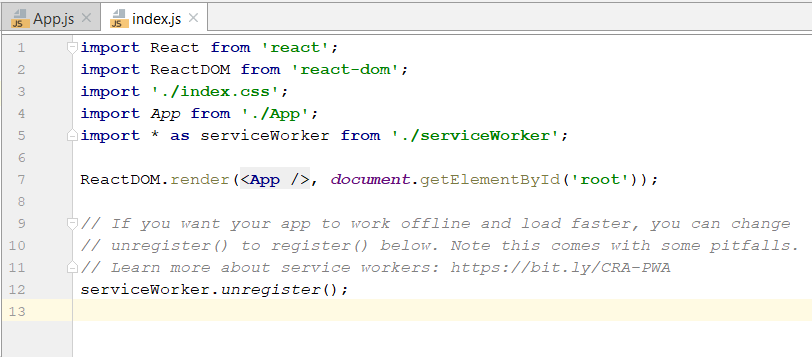 App.js index.js
1 import React from 'react';
2 import ReactDOM from 'react-dom';
3 import './index.css';
4 import App from './App';
5 import * as serviceWorker from './serviceWorker';
6
7 ReactDOM.render(<App />, document.getElementById('root'));
8
9 // If you want your app to work offline and load faster, you can change
10 // unregister() to register() below. Note this comes with some pitfalls.
11 // Learn more about service workers: https://bit.ly/CRA-PWA
12 serviceWorker.unregister();
13